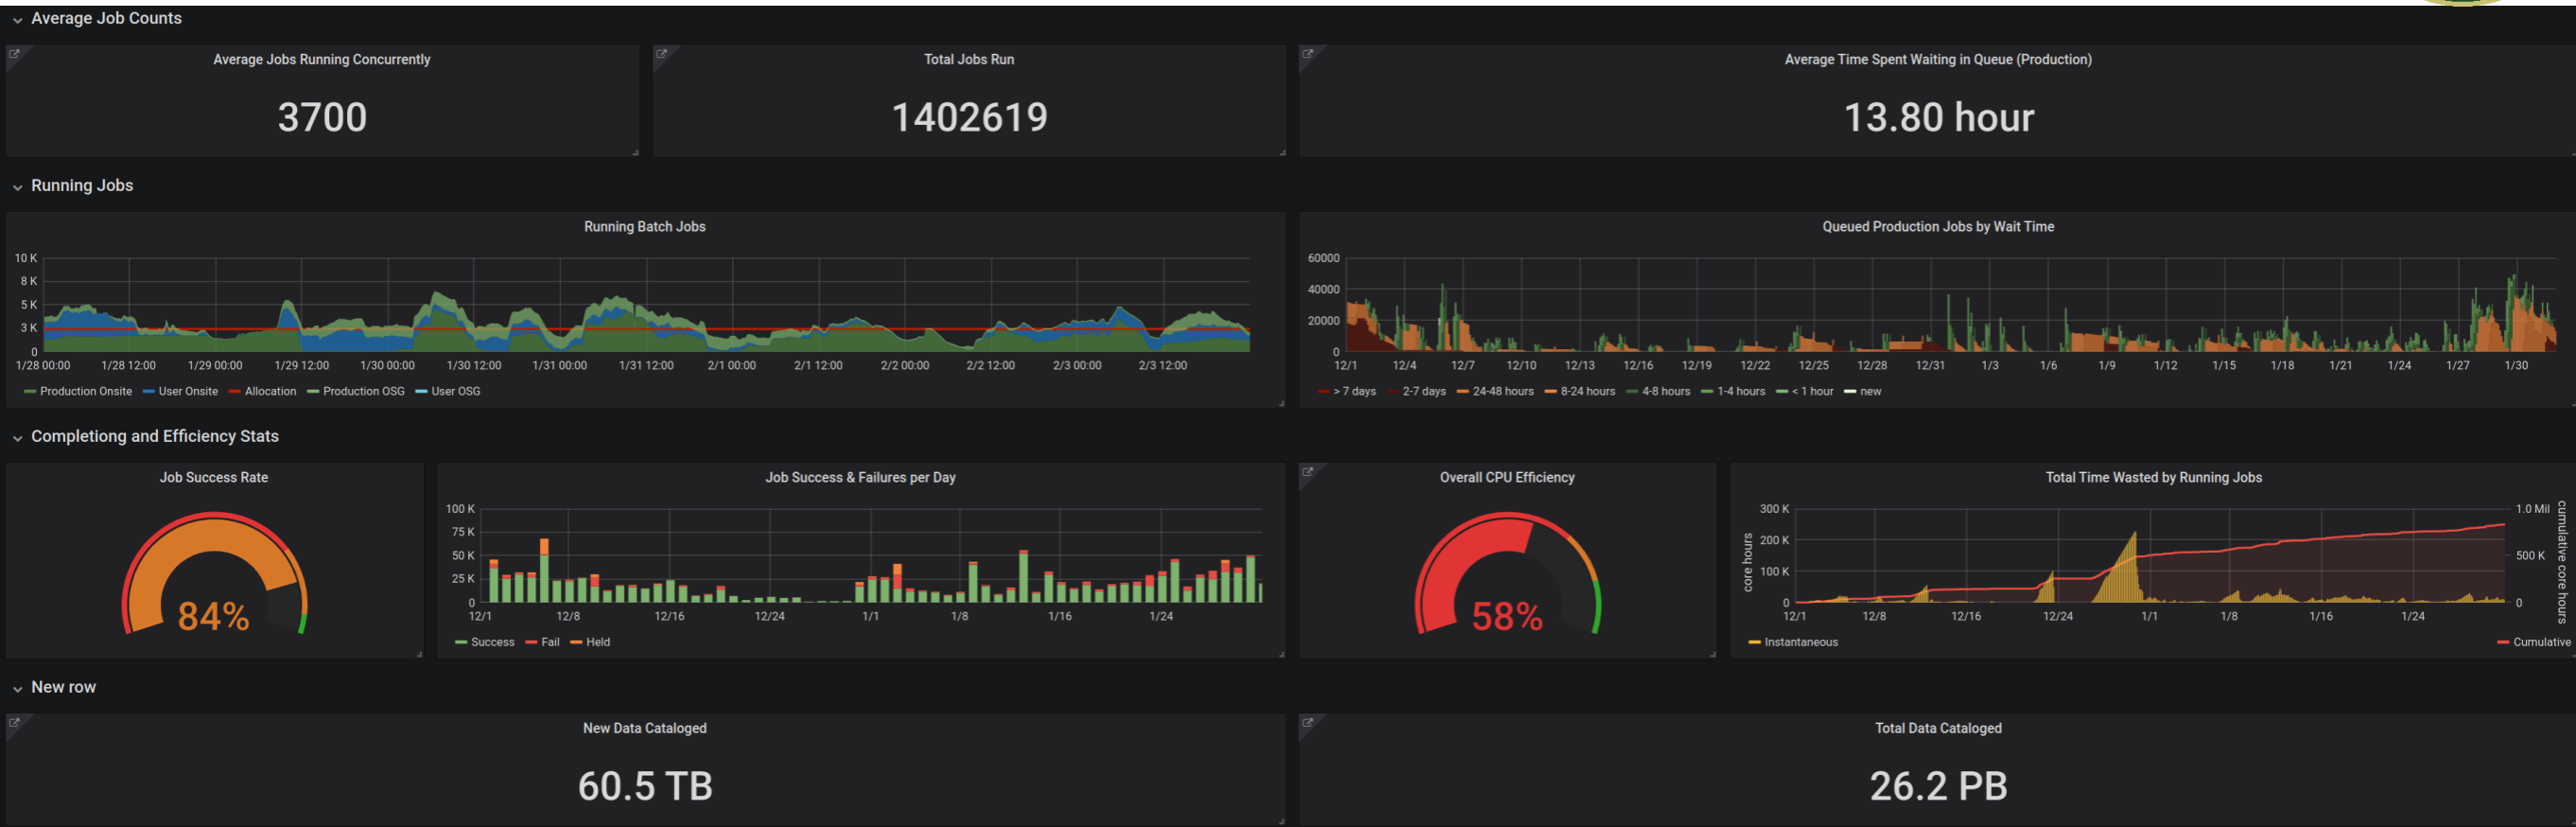 Average Job Counts
Average Jobs Running Concurrently
3700
Total Jobs Run
1402619
Average Time Spent Waiting in Queue (Production)
13.80 hour
Running Jobs
Running Batch Jobs
10 K
8 K
5 K
3 K
0
1/28 00:00 1/28 12:00 1/29 00:00 1/29 12:00 1/30 00:00 1/30 12:00 1/31 00:00 1/31 12:00 2/1 00:00 2/1 12:00 2/2 00:00 2/2 12:00 2/3 00:00 2/3 12:00
Production Onsite User Onsite Allocation Production OSG User OSG
Queued Production Jobs by Wait Time
60000
40000
20000
0
12/1 12/4 12/7 12/10 12/13 12/16 12/19 12/22 12/25 12/28 12/31 1/3 1/6 1/9 1/12 1/15 1/18 1/21 1/24 1/27 1/30
> 7 days 2-7 days 24-48 hours 8-24 hours 4-8 hours 1-4 hours < 1 hour new
Completiong and Efficiency Stats
Job Success Rate
84%
Job Success & Failures per Day
100 K
75 K
50 K
25 K
0
12/1 12/8 12/16 12/24 1/1 1/8 1/16 1/24
Success Fail Held
Overall CPU Efficiency
58%
Total Time Wasted by Running Jobs
core hours
300 K
200 K
100 K
0
12/1 12/8 12/16 12/24 1/1 1/8 1/16 1/24
1.0 Mil
500 K
0
cumulative core hours
Instantaneous Cumulative
New row
New Data Cataloged
60.5 TB
Total Data Cataloged
26.2 PB